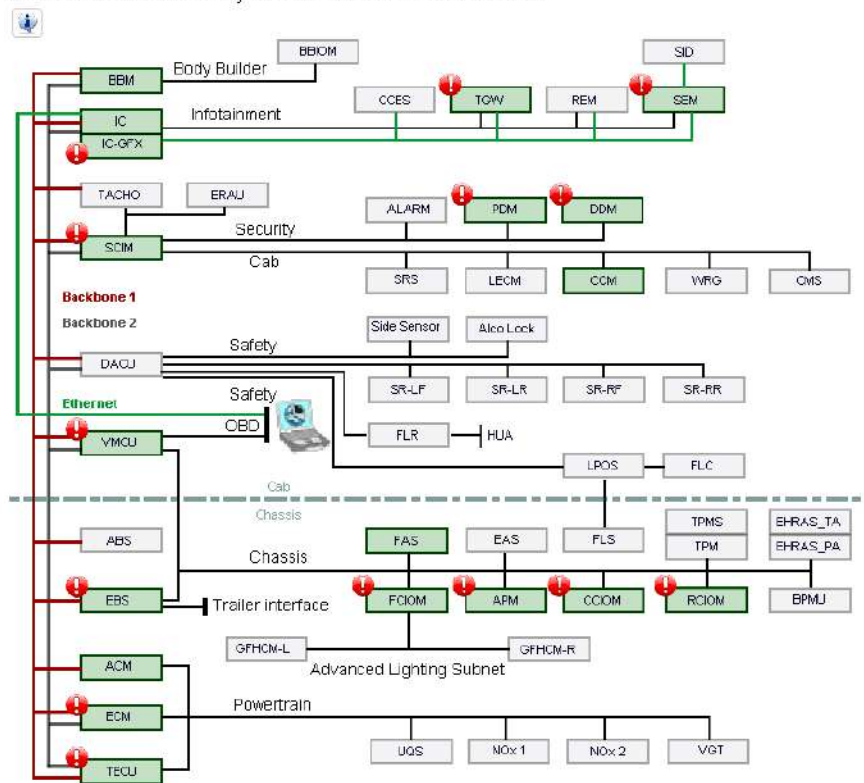 BBIOM
SID
BBM
Body Builder
CCES
TGW
REM
SEM
IC
Infotainment
IC-GFX
TACHO
ERAU
ALARM
PDM
DDM
Security
SCIM
Cab
SRS
LECM
CCM
WRG
CMS
Backbone 1
Backbone 2
Side Sensor
Alco Lock
Safety
DACU
SR-LF
SR-LR
SR-RF
SR-RR
Safety
Ethernet
OBD
VMCU
FLR
HUA
LPOS
FLC
Cab
Chassis
ABS
FAS
EAS
FLS
TPMS
EHRAS_TA
TPM
EHRAS_PA
Chassis
EBS
Trailer interface
FCIOM
APM
CCIOM
RCIOM
BPMU
GFHCM-L
GFHCM-R
Advanced Lighting Subnet
ACM
Powertrain
ECM
UQS
NOx 1
NOx 2
VGT
TECU